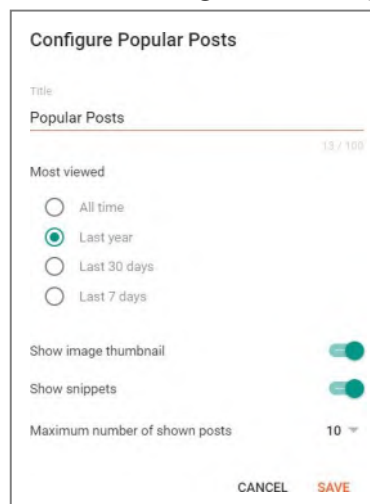 Configure Popular Posts
Title
Popular Posts
13 / 100
Most viewed
All time
Last year
Last 30 days
Last 7 days
Show image thumbnail
Show snippets
Maximum number of shown posts 10
CANCEL SAVE